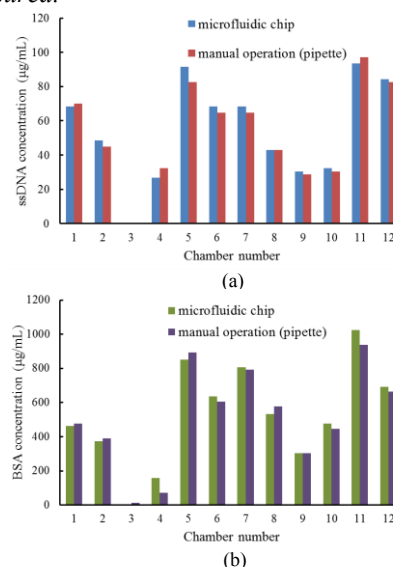 120
microfluidic chip
100
manual operation (pipette)
80
60
40
20
0
ssDNA concentration (µg/mL)
1 2 3 4 5 6 7 8 9 10 11 12
Chamber number
(a)
1200
microfluidic chip
1000
manual operation (pipette)
800
600
400
200
0
BSA concentration (µg/mL)
1 2 3 4 5 6 7 8 9 10 11 12
Chamber number
(b)